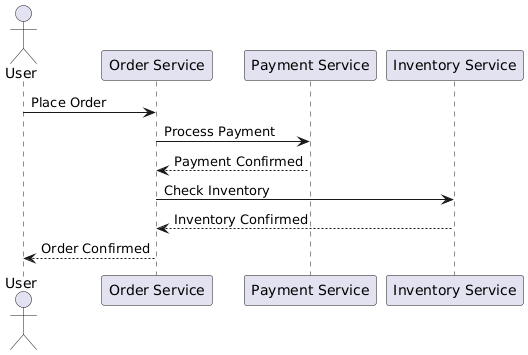 User
Order Service
Payment Service
Inventory Service
Place Order
Process Payment
Payment Confirmed
Check Inventory
Inventory Confirmed
Order Confirmed
User
Order Service
Payment Service
Inventory Service